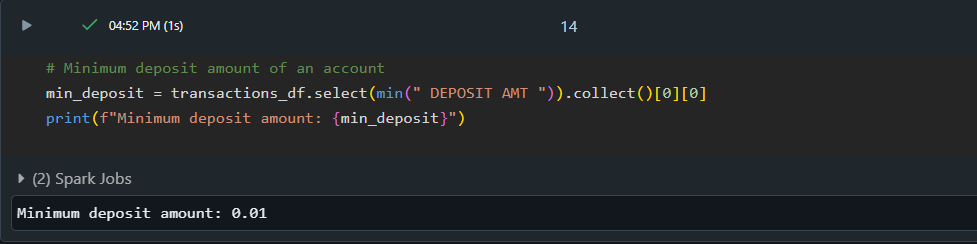 04:52 PM (1s)
14
# Minimum deposit amount of an account
min_deposit = transactions_df.select(min(" DEPOSIT AMT ")).collect()[0][0]
print(f"Minimum deposit amount: {min_deposit}")
(2) Spark Jobs
Minimum deposit amount: 0.01